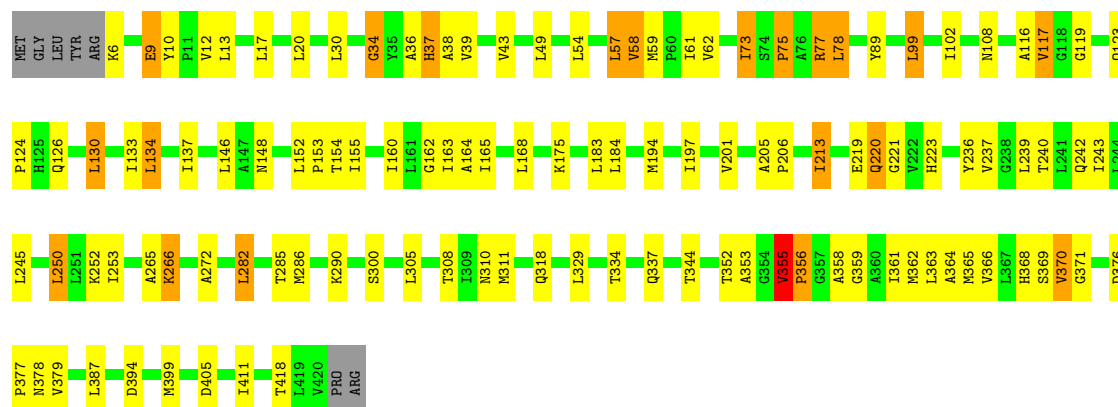 MET GLY LEU TYR ARG K6 E9 Y10 P11 V12 L13 L17 L20 L30 G34 Y35 A36 H37 A38 V39 V43 L49 L54 L57 V58 M59 P60 I61 V62 I73 S74 P75 A76 R77 L78 Y89 L99 I102 N108 A116 V117 G118 G119
P124 H125 Q126 L130 I133 L134 I137 L146 A147 N148 L152 P153 T154 I155 I160 L161 G162 I163 A164 I165 L168 K175 L183 L184 M194 I197 V201 A205 P206 I213 E219 Q220 G221 V222 H223 Y236 V237 G238 L239 T240 L241 Q242 I243
L245 L250 L251 K252 I253 A265 K266 A272 L282 T285 M286 K290 S300 L305 T308 I309 N310 M311 Q318 L329 T334 Q337 T344 T352 A353 G354 V355 P356 G357 A358 G359 A360 I361 M362 L363 A364 M365 V366 L367 H368 S369 V370 G371
P377 N378 V379 L387 D394 M399 D405 I411 T418 L419 V420 PRO ARG